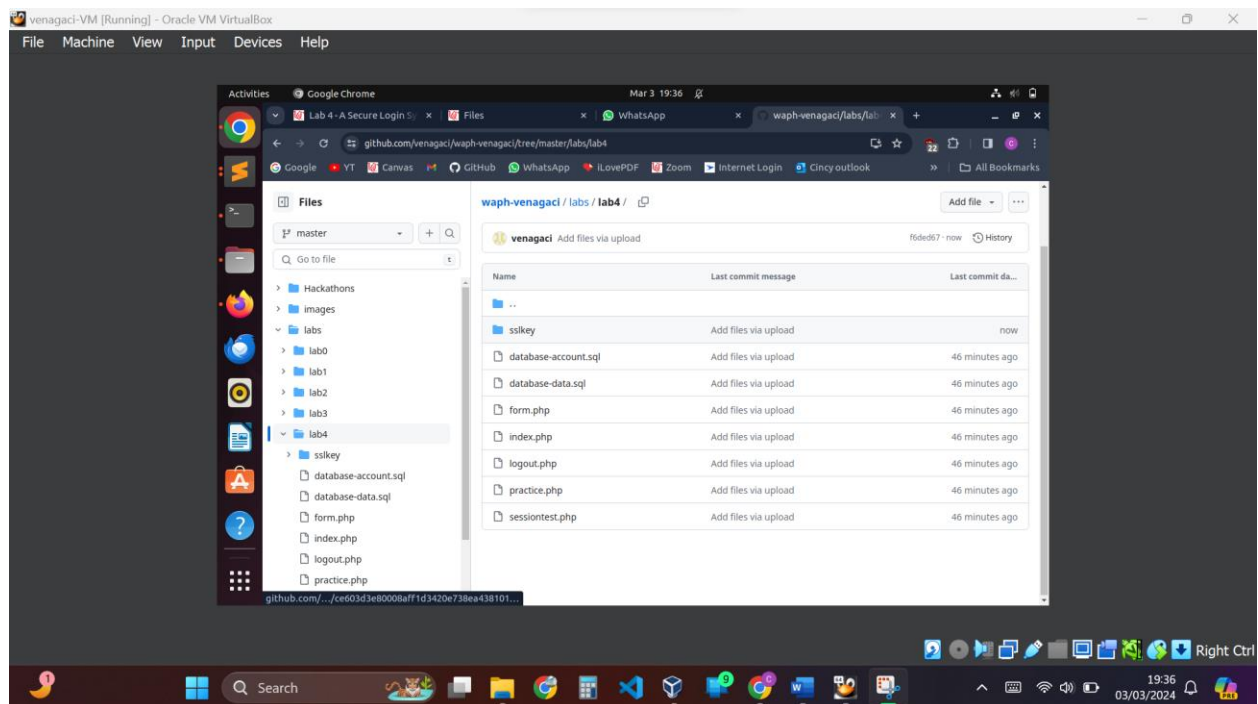 venagaci-VM [Running] - Oracle VM VirtualBox
File Machine View Input Devices Help
Activities Google Chrome Mar 3 19:36
Lab 4 - A Secure Login Sy Files WhatsApp waph-venagaci/labs/lab
github.com/venagaci/waph-venagaci/tree/master/labs/lab4 22
Google YT Canvas GitHub WhatsApp iLovePDF Zoom Internet Login Cincy outlook » All Bookmarks
Files waph-venagaci / labs / lab4 / Add file
master
venagaci Add files via upload f6ded67 · now History
Go to file t
Name Last commit message Last commit da...
Hackathons
..
images
sslkey Add files via upload now
labs
lab0
database-account.sql Add files via upload 46 minutes ago
lab1
database-data.sql Add files via upload 46 minutes ago
lab2
form.php Add files via upload 46 minutes ago
lab3
lab4
index.php Add files via upload 46 minutes ago
sslkey
logout.php Add files via upload 46 minutes ago
database-account.sql
practice.php Add files via upload 46 minutes ago
database-data.sql
form.php
sessiontest.php Add files via upload 46 minutes ago
index.php
logout.php
practice.php
github.com/.../ce603d3e80008aff1d3420e738ea438101...
Right Ctrl
1 Search 9 19:36
03/03/2024
PRE